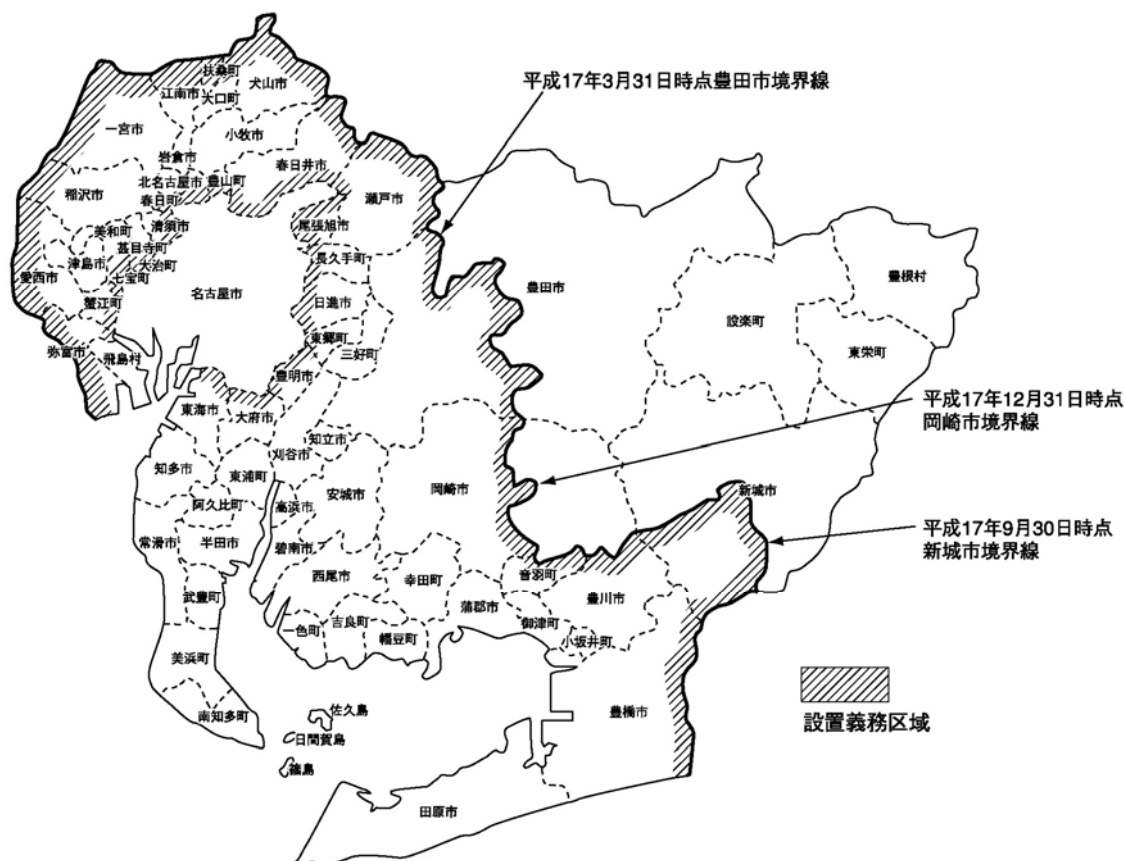 平成17年3月31日時点豊田市境界線
扶桑町
犬山市
江南市
大口町
一宮市
小牧市
岩倉市
春日井市
北名古屋市
豊山町
稲沢市
春日町
瀬戸市
清須市
尾張旭市
美和町
甚目寺町
長久手町
津島市
大治町
七宝町
愛西市
名古屋市
日進市
蟹江町
東郷町
三好町
弥富市
飛島村
豊明市
豊田市
設楽町
豊根村
東栄町
平成17年12月31日時点
岡崎市境界線
東海市
大府市
知立市
刈谷市
知多市
東浦町
安城市
岡崎市
阿久比町
高浜市
新城市
平成17年9月30日時点
新城市境界線
常滑市
半田市
碧南市
西尾市
幸田町
音羽町
豊川市
武豊町
蒲郡市
御津町
一色町
吉良町
幡豆町
小坂井町
美浜町
南知多町
佐久島
日間賀島
篠島
豊橋市
田原市
設置義務区域